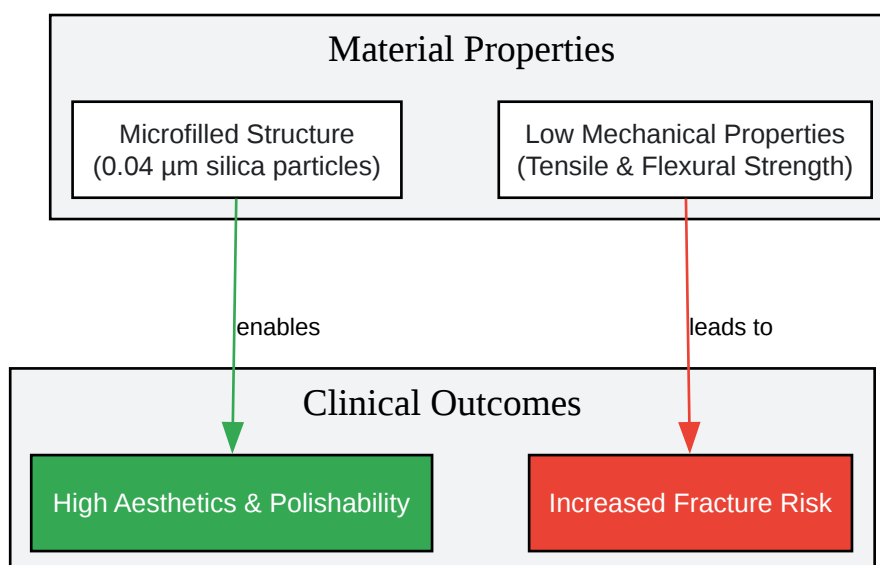 Material Properties
Microfilled Structure
(0.04 µm silica particles)
Low Mechanical Properties
(Tensile & Flexural Strength)
enables
leads to
Clinical Outcomes
High Aesthetics & Polishability
Increased Fracture Risk